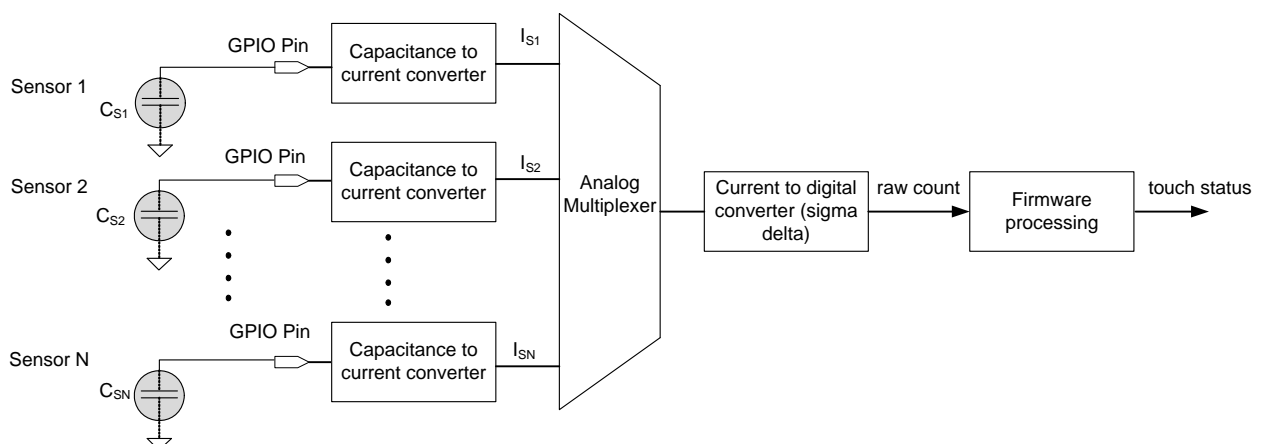 Sensor 1
C_S1
GPIO Pin
Capacitance to
current converter
I_S1
Sensor 2
C_S2
GPIO Pin
Capacitance to
current converter
I_S2
Sensor N
C_SN
GPIO Pin
Capacitance to
current converter
I_SN
Analog
Multiplexer
Current to digital
converter (sigma
delta)
raw count
Firmware
processing
touch status